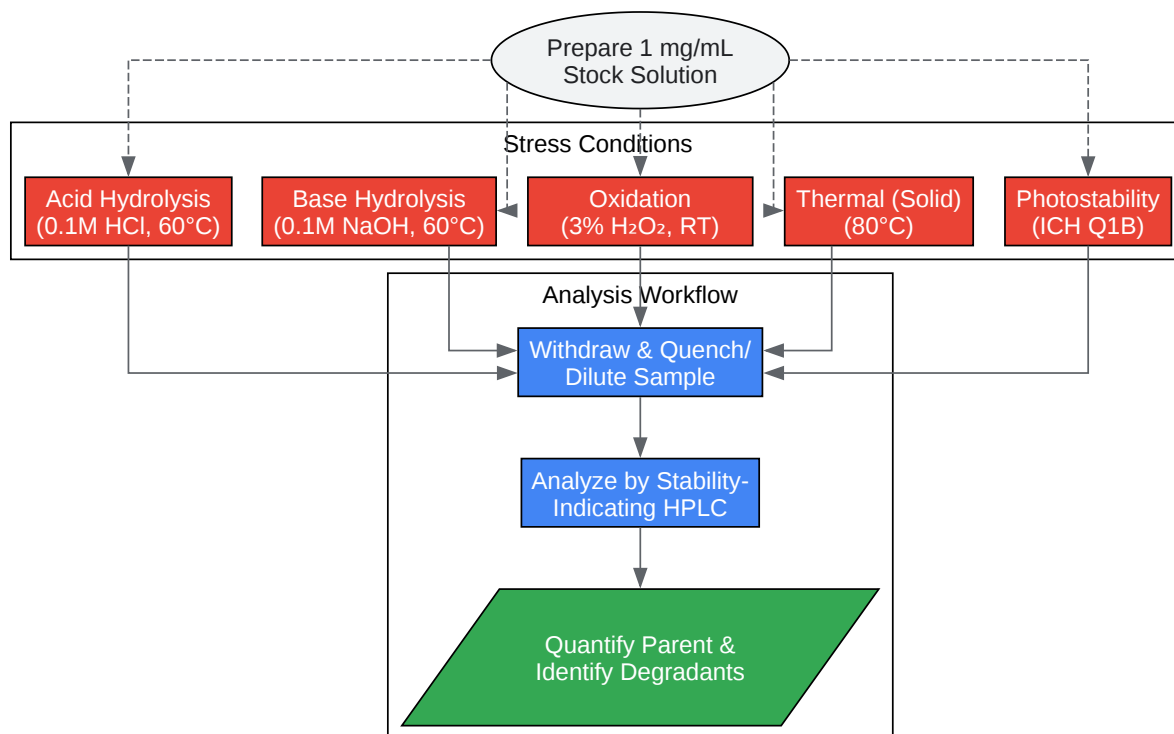 Prepare 1 mg/mL
Stock Solution
Stress Conditions
Acid Hydrolysis
(0.1M HCl, 60°C)
Base Hydrolysis
(0.1M NaOH, 60°C)
Oxidation
(3% H₂O₂, RT)
Thermal (Solid)
(80°C)
Photostability
(ICH Q1B)
Analysis Workflow
Withdraw & Quench/
Dilute Sample
Analyze by Stability-
Indicating HPLC
Quantify Parent &
Identify Degradants